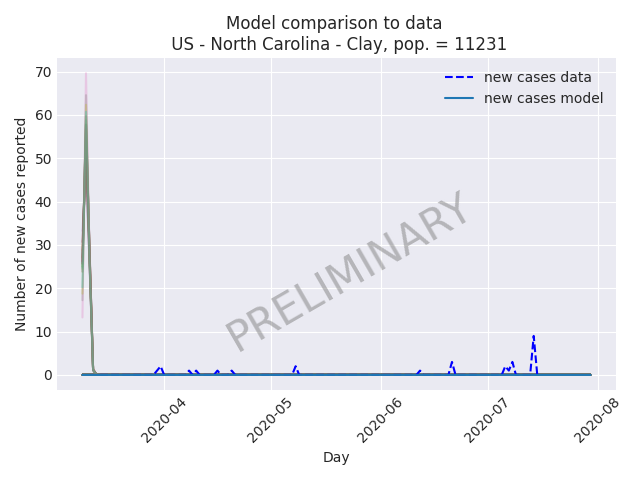 Model comparison to data
US - North Carolina - Clay, pop. = 11231
new cases data
new cases model
Number of new cases reported
70
60
50
40
30
20
10
0
PRELIMINARY
2020-04
2020-05
2020-06
2020-07
2020-08
Day